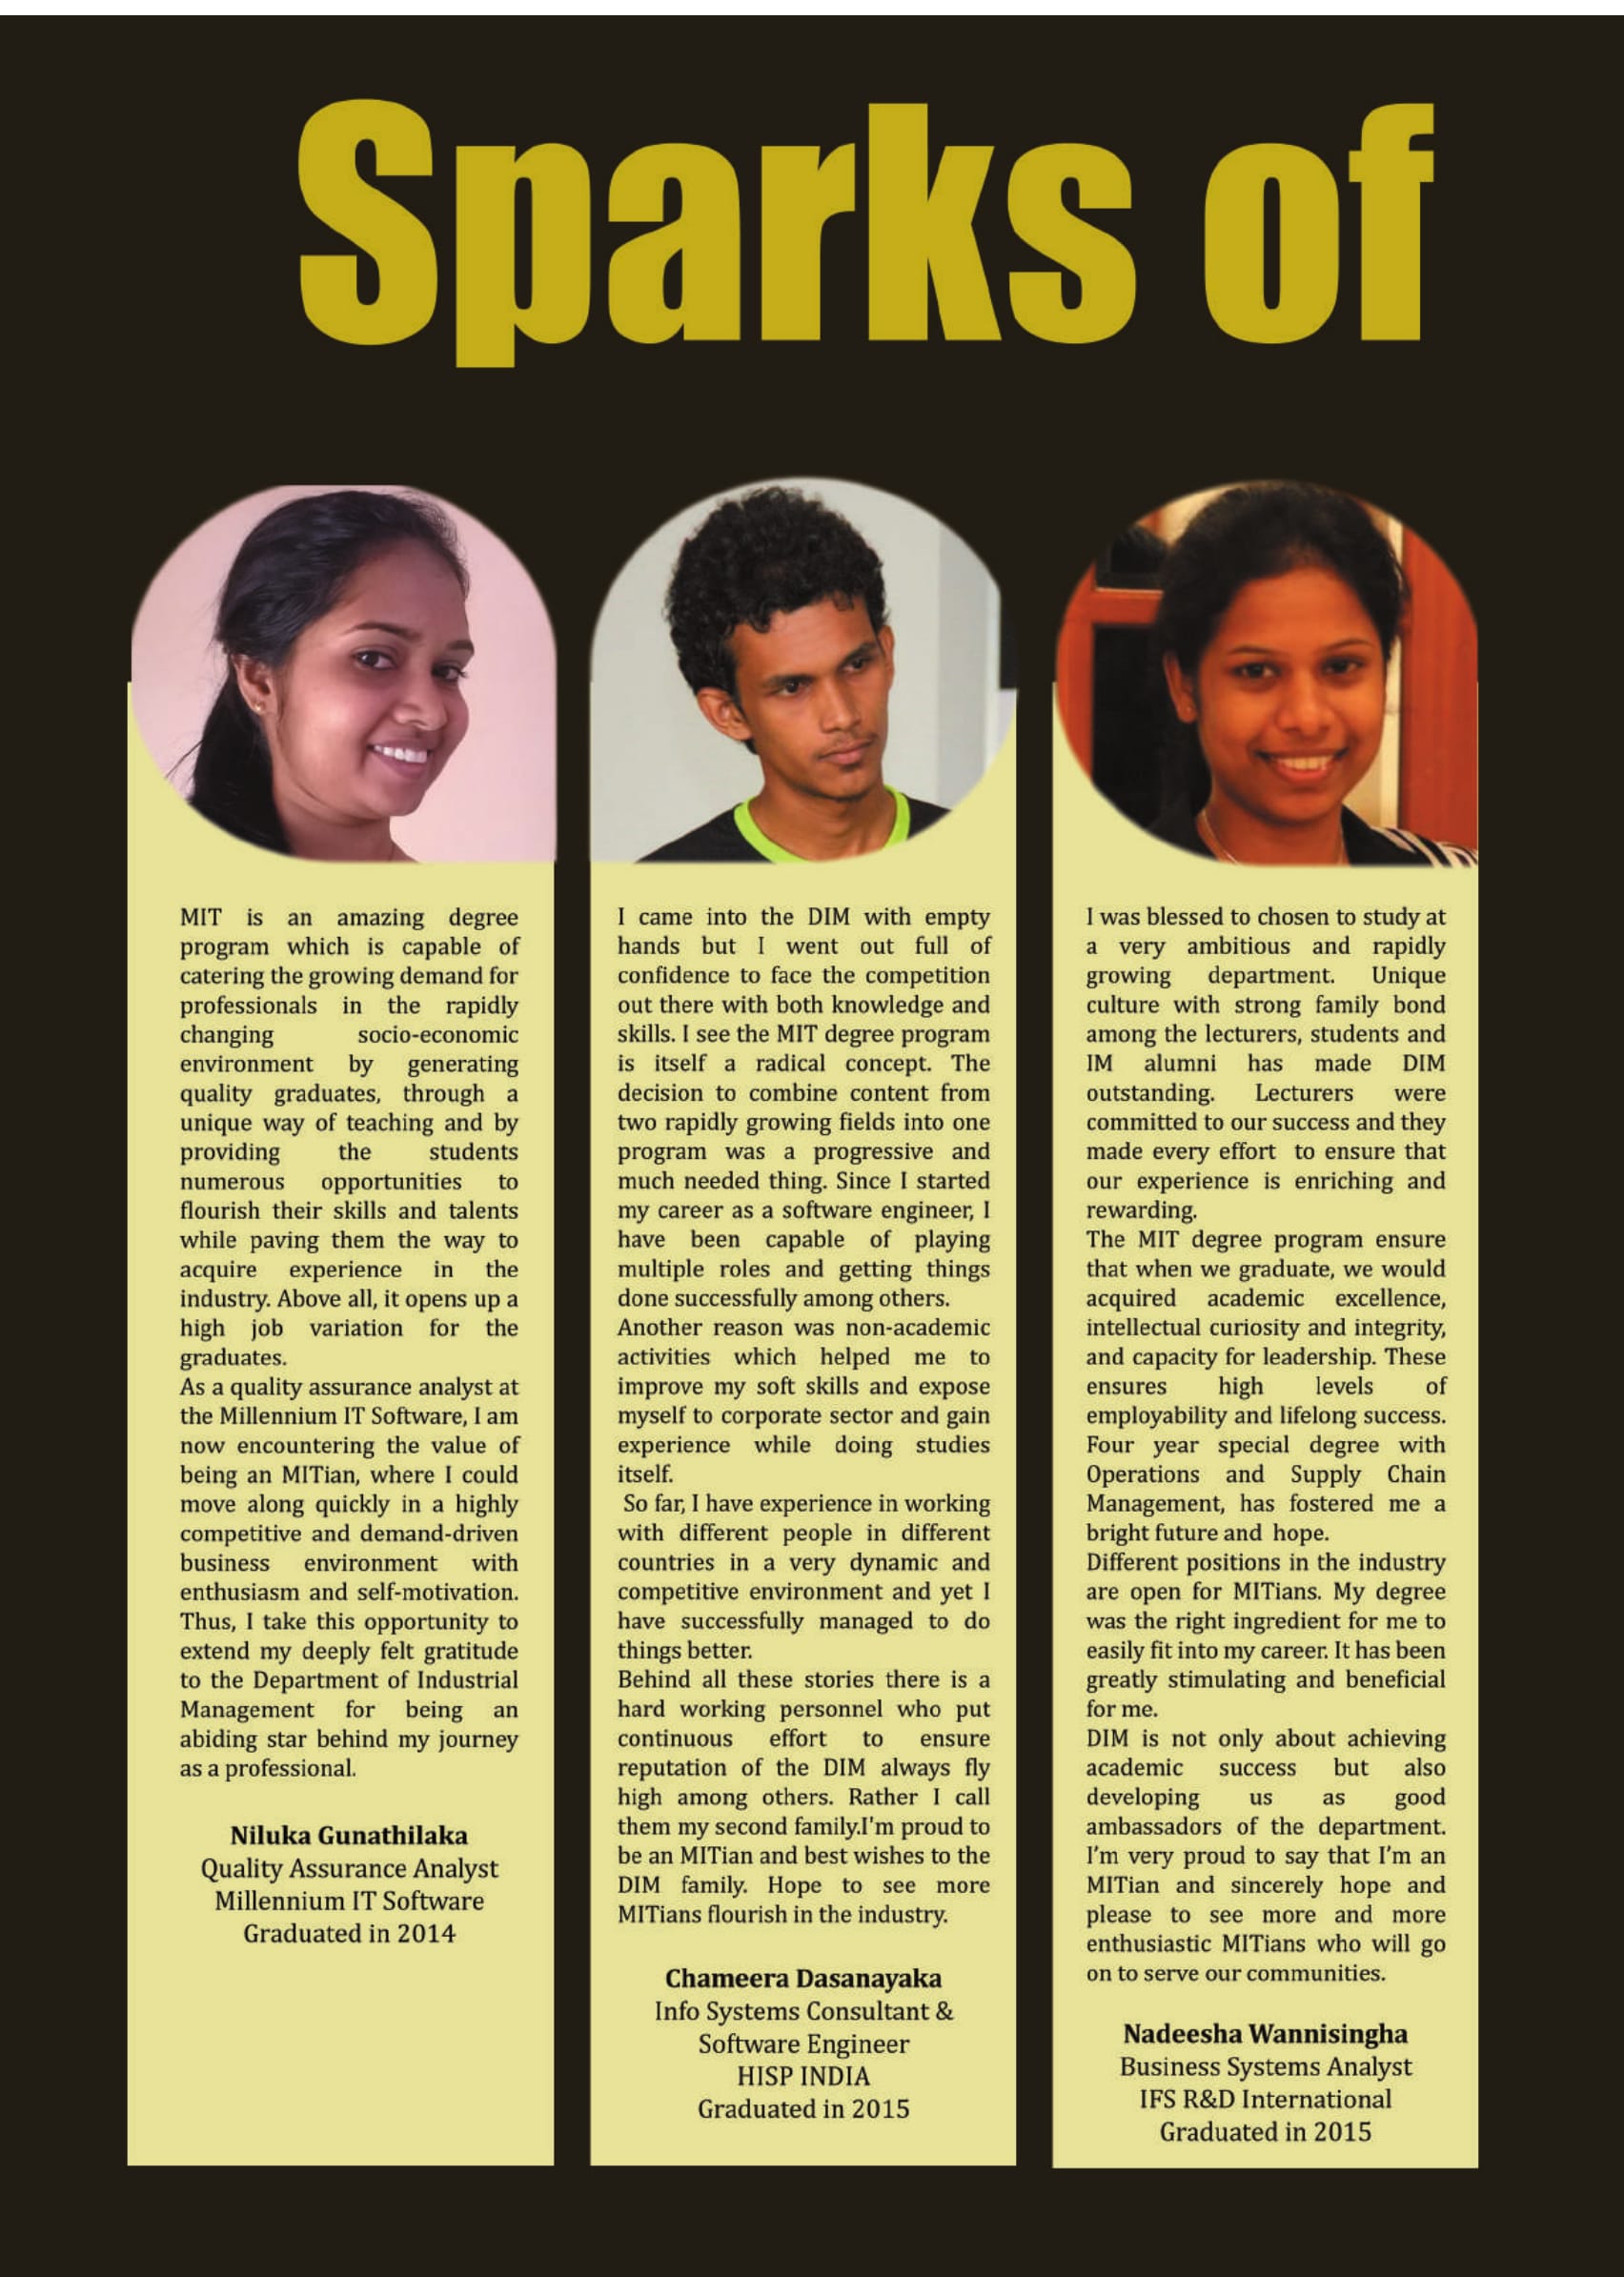 Sparks of
MIT is an amazing degree
program which is capable of
catering the growing demand for
professionals in the rapidly
changing socio-economic
environment by generating
quality graduates, through a
unique way of teaching and by
providing the students
numerous opportunities to
flourish their skills and talents
while paving them the way to
acquire experience in the
industry. Above all, it opens up a
high job variation for the
graduates.
As a quality assurance analyst at
the Millennium IT Software, I am
now encountering the value of
being an MITian, where I could
move along quickly in a highly
competitive and demand-driven
business environment with
enthusiasm and self-motivation.
Thus, I take this opportunity to
extend my deeply felt gratitude
to the Department of Industrial
Management for being an
abiding star behind my journey
as a professional.
Niluka Gunathilaka
Quality Assurance Analyst
Millennium IT Software
Graduated in 2014
I came into the DIM with empty
hands but I went out full of
confidence to face the competition
out there with both knowledge and
skills. I see the MIT degree program
is itself a radical concept. The
decision to combine content from
two rapidly growing fields into one
program was a progressive and
much needed thing. Since I started
my career as a software engineer, I
have been capable of playing
multiple roles and getting things
done successfully among others.
Another reason was non-academic
activities which helped me to
improve my soft skills and expose
myself to corporate sector and gain
experience while doing studies
itself.
So far, I have experience in working
with different people in different
countries in a very dynamic and
competitive environment and yet I
have successfully managed to do
things better.
Behind all these stories there is a
hard working personnel who put
continuous effort to ensure
reputation of the DIM always fly
high among others. Rather I call
them my second family.I'm proud to
be an MITian and best wishes to the
DIM family. Hope to see more
MITians flourish in the industry.
Chameera Dasanayaka
Info Systems Consultant &
Software Engineer
HISP INDIA
Graduated in 2015
I was blessed to chosen to study at
a very ambitious and rapidly
growing department. Unique
culture with strong family bond
among the lecturers, students and
IM alumni has made DIM
outstanding. Lecturers were
committed to our success and they
made every effort to ensure that
our experience is enriching and
rewarding.
The MIT degree program ensure
that when we graduate, we would
acquired academic excellence,
intellectual curiosity and integrity,
and capacity for leadership. These
ensures high levels of
employability and lifelong success.
Four year special degree with
Operations and Supply Chain
Management, has fostered me a
bright future and hope.
Different positions in the industry
are open for MITians. My degree
was the right ingredient for me to
easily fit into my career. It has been
greatly stimulating and beneficial
for me.
DIM is not only about achieving
academic success but also
developing us as good
ambassadors of the department.
I'm very proud to say that I'm an
MITian and sincerely hope and
please to see more and more
enthusiastic MITians who will go
on to serve our communities.
Nadeesha Wannisingha
Business Systems Analyst
IFS R&D International
Graduated in 2015